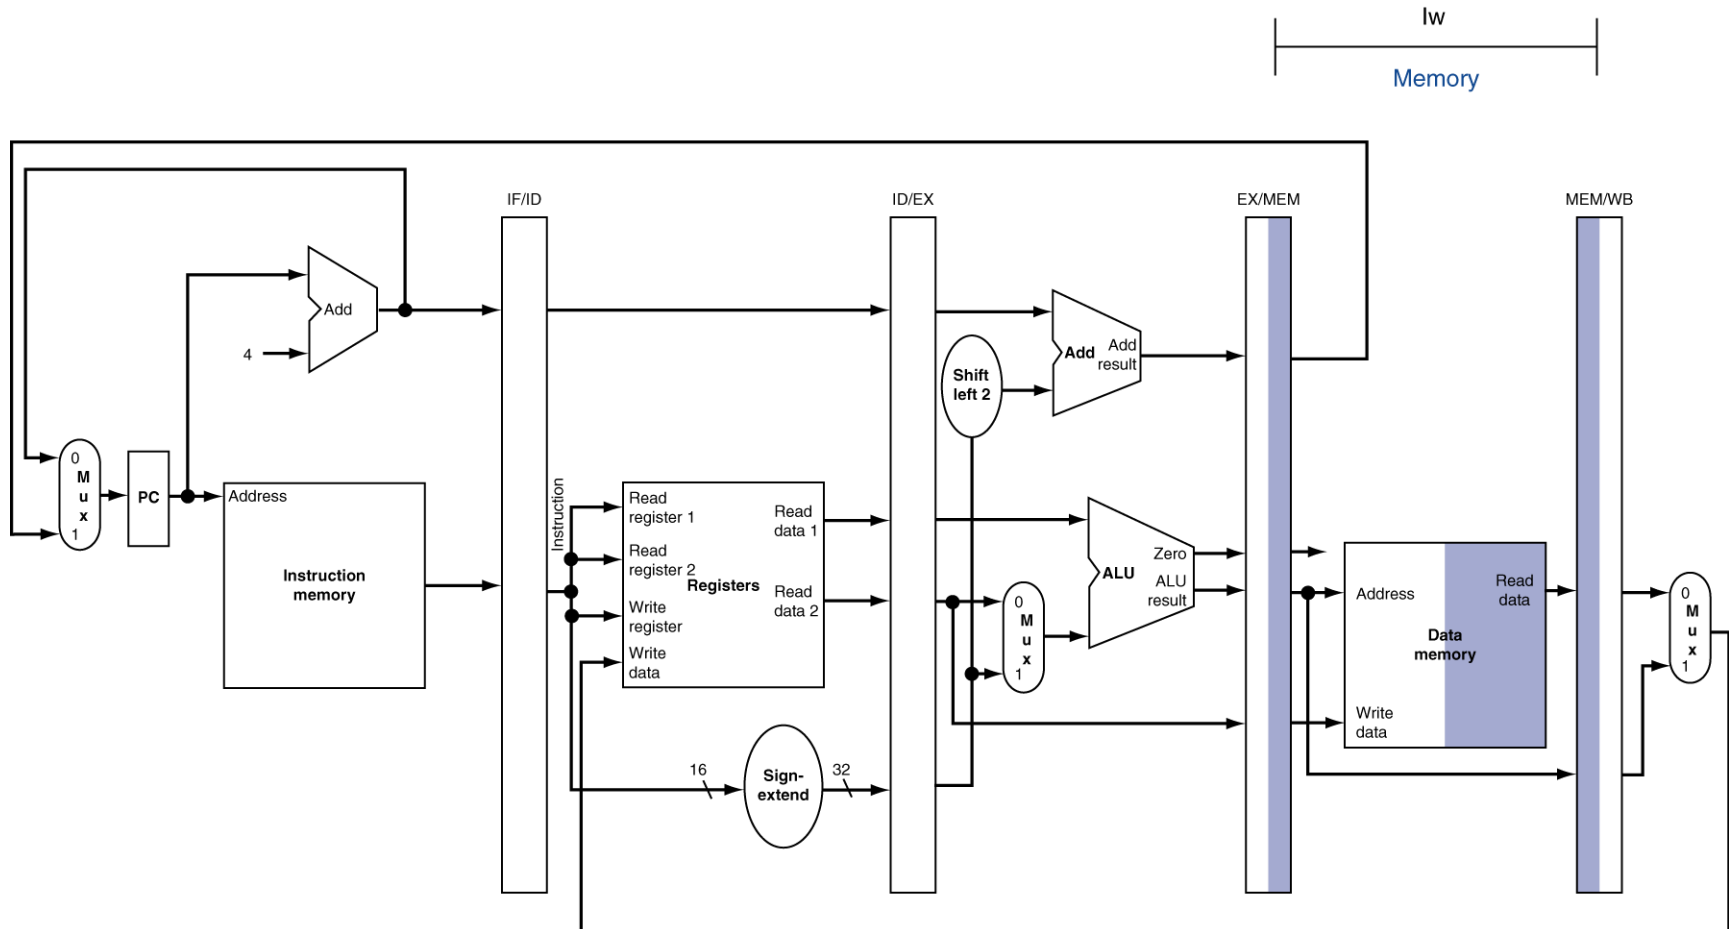 lw
Memory
IF/ID
ID/EX
EX/MEM
MEM/WB
Add
4
Add
Add
result
Shift
left 2
0
M
u
x
1
PC
Address
Instruction
memory
Instruction
Read
register 1
Read
register 2
Write
register
Write
data
Registers
Read
data 1
Read
data 2
16
Sign-
extend
32
0
M
u
x
1
Zero
ALU
ALU
result
Address
Read
data
Data
memory
Write
data
0
M
u
x
1